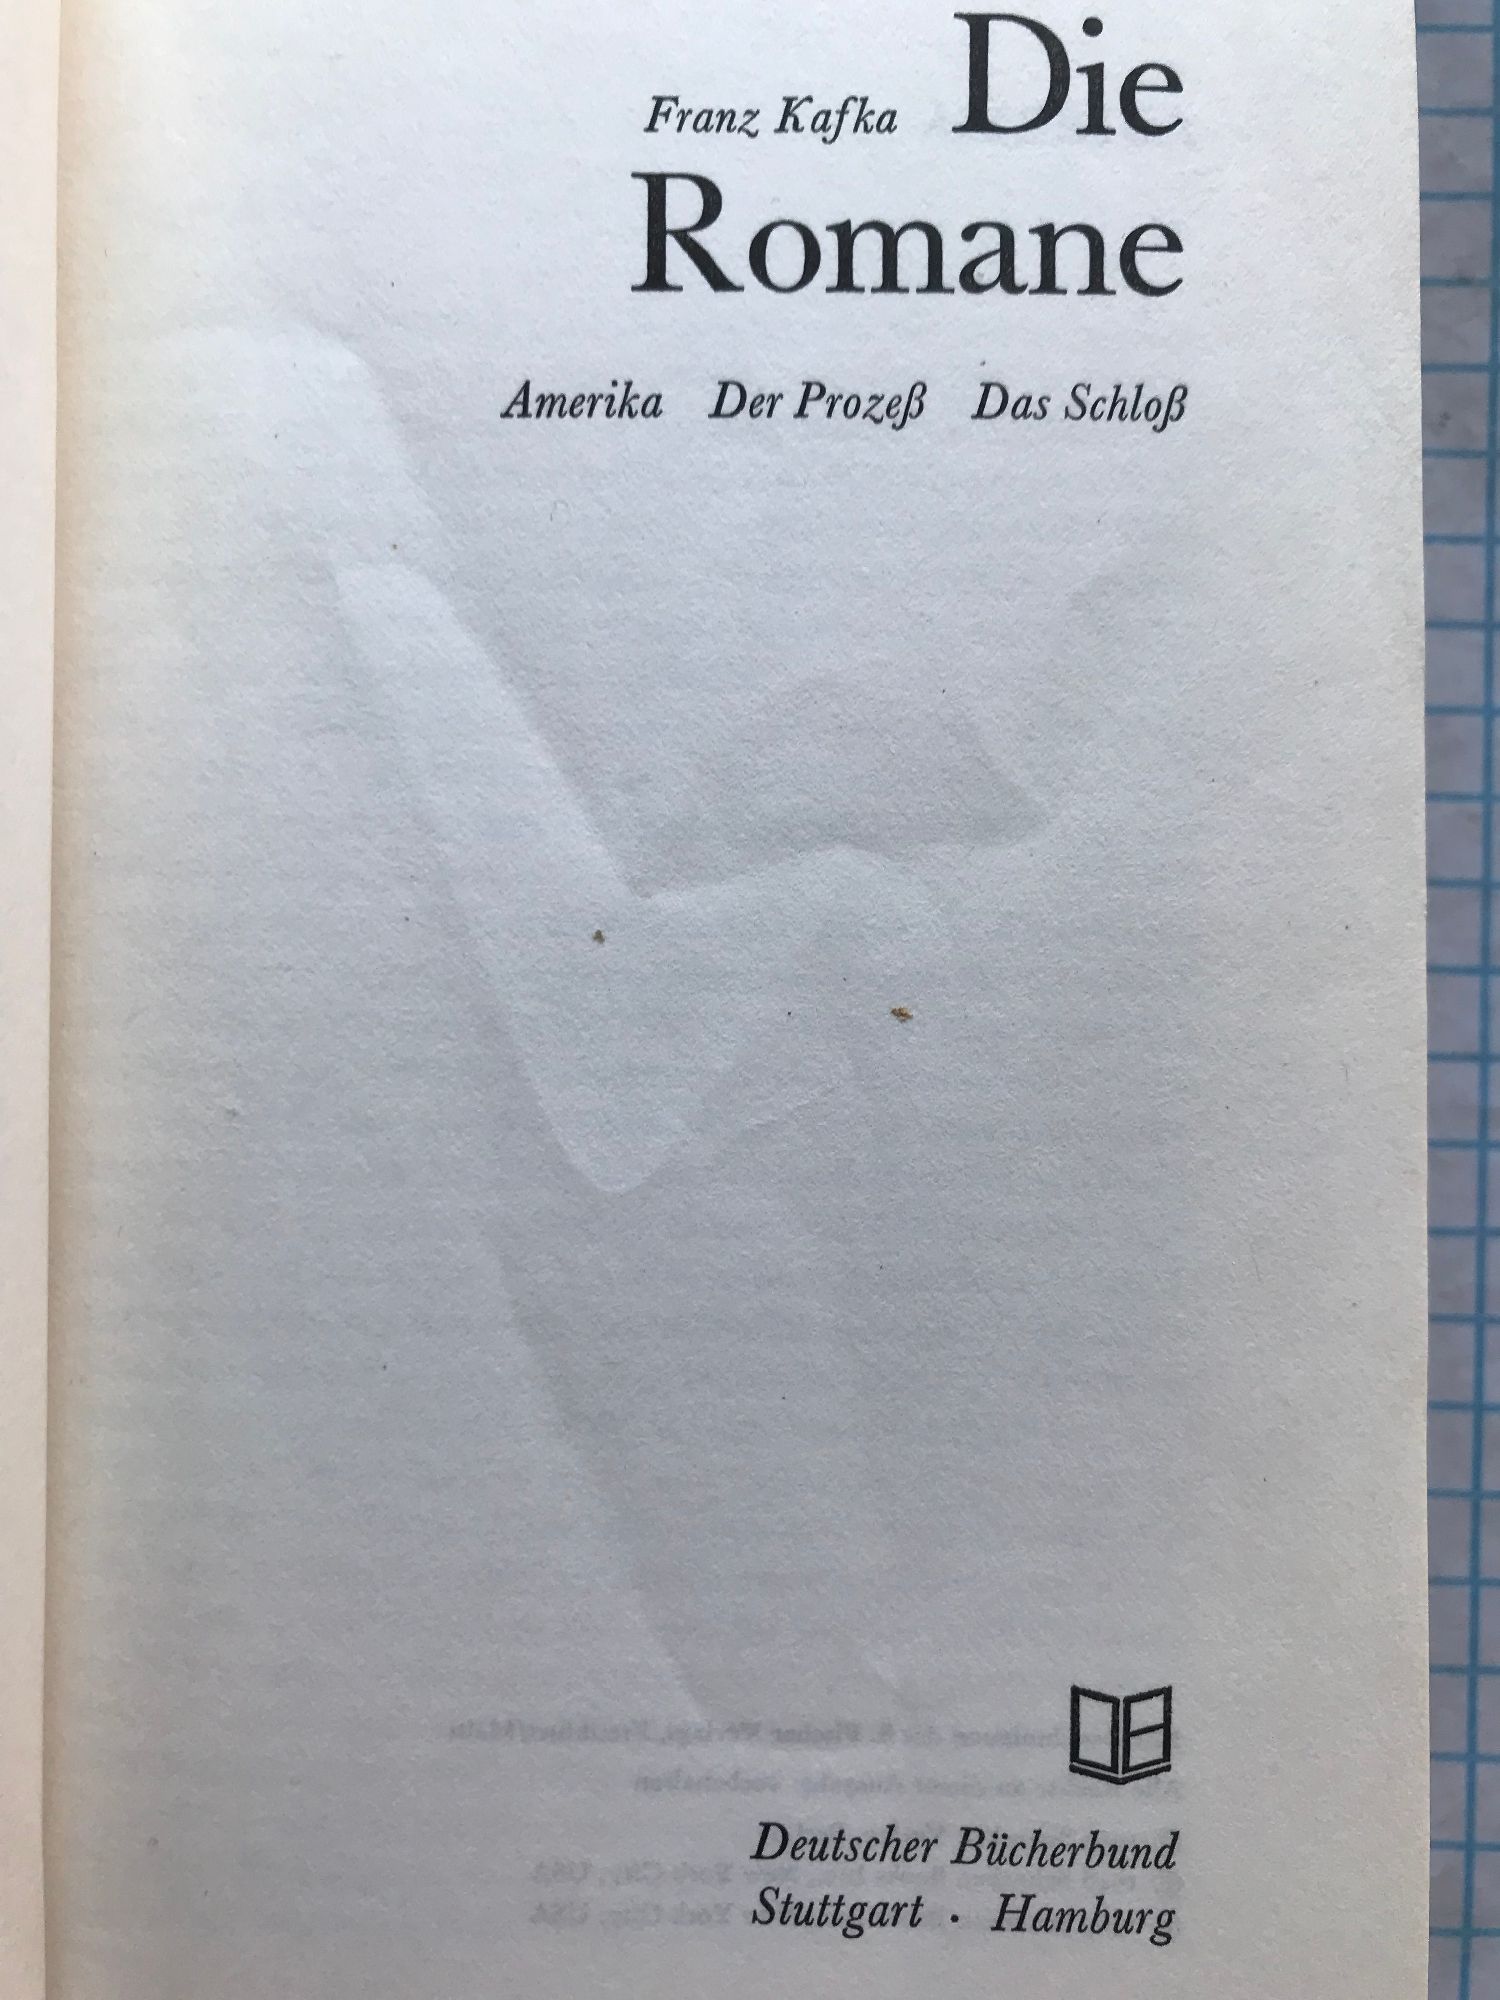 Franz Kafka Die
Romane
Amerika Der Prozeß Das Schloß
Deutscher Bücherbund
Stuttgart · Hamburg